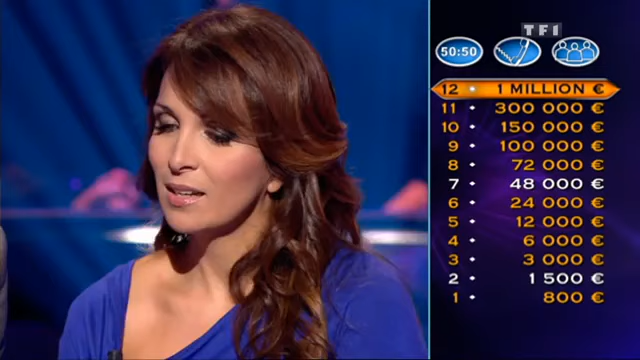 TF1
50:50
12 1 MILLION €
11 300 000 €
10 150 000 €
9 100 000 €
8 72 000 €
7 48 000 €
6 24 000 €
5 12 000 €
4 6 000 €
3 3 000 €
2 1 500 €
1 800 €